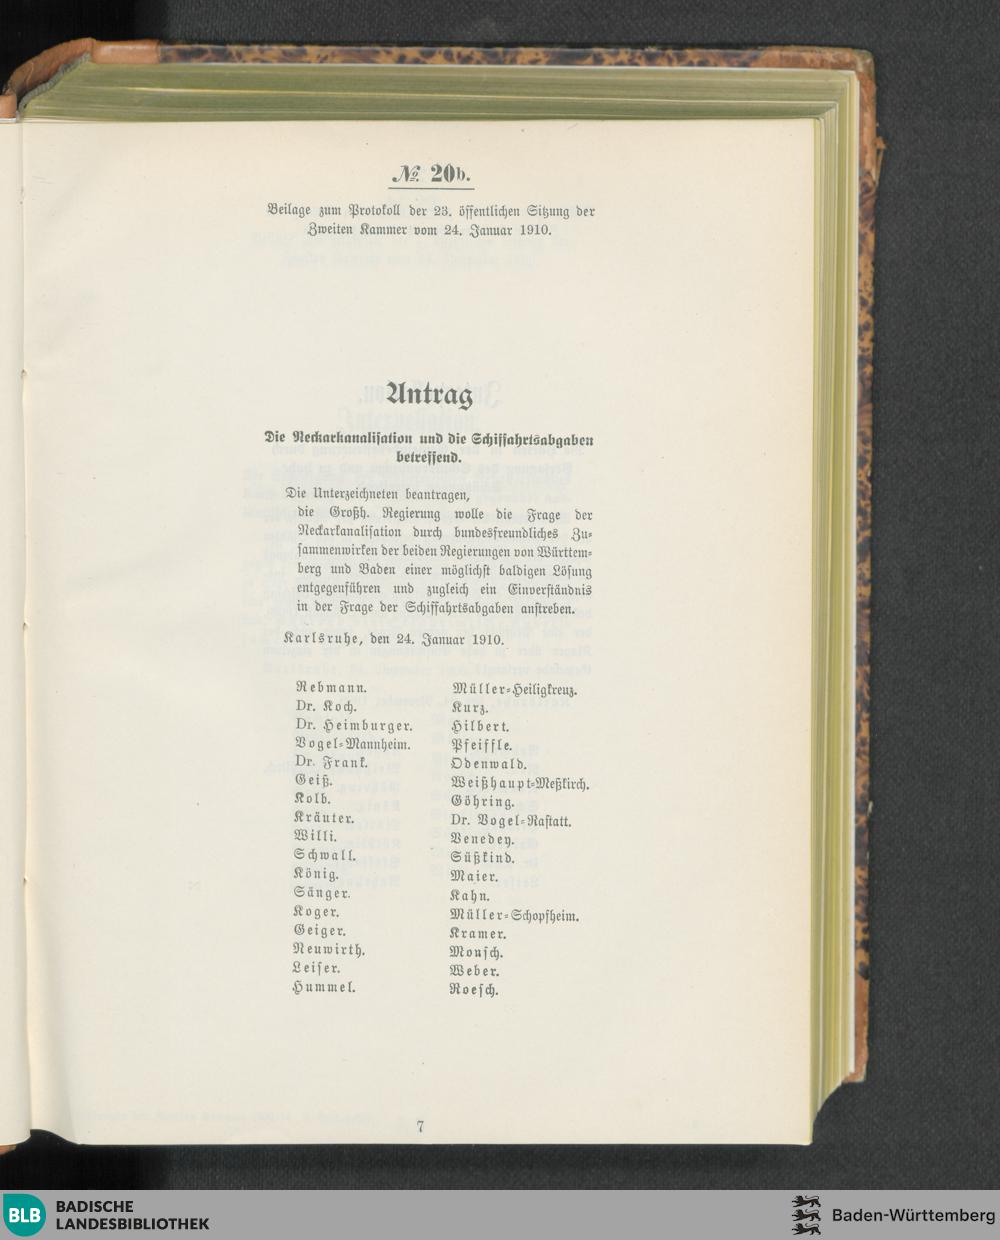 № 20b.
Beilage zum Protokoll der 23. öffentlichen Sitzung der
Zweiten Kammer vom 24. Januar 1910.
Antrag
Die Neckarkanalisation und die Schiffahrtsabgaben
betreffend.
Die Unterzeichneten beantragen,
die Großh. Regierung wolle die Frage der
Neckarkanalisation durch bundesfreundliches Zu-
sammenwirken der beiden Regierungen von Württem-
berg und Baden einer möglichst baldigen Lösung
entgegenführen und zugleich ein Einverständnis
in der Frage der Schiffahrtsabgaben anstreben.
Karlsruhe, den 24. Januar 1910.
Rebmann.
Dr. Koch.
Dr. Heimburger.
Vogel-Mannheim.
Dr. Frank.
Geiß.
Kolb.
Kräuter.
Willi.
Schwall.
König.
Sänger.
Koger.
Geiger.
Neuwirth.
Leiser.
Hummel.
Müller-Heiligkreuz.
Kurz.
Hilbert.
Pfeiffle.
Odenwald.
Weißhaupt-Meßkirch.
Göhring.
Dr. Vogel-Rastatt.
Venedey.
Süßkind.
Maier.
Kahn.
Müller-Schopfheim.
Kramer.
Monsch.
Weber.
Roesch.
7
BLB
BADISCHE
LANDESBIBLIOTHEK
Baden-Württemberg